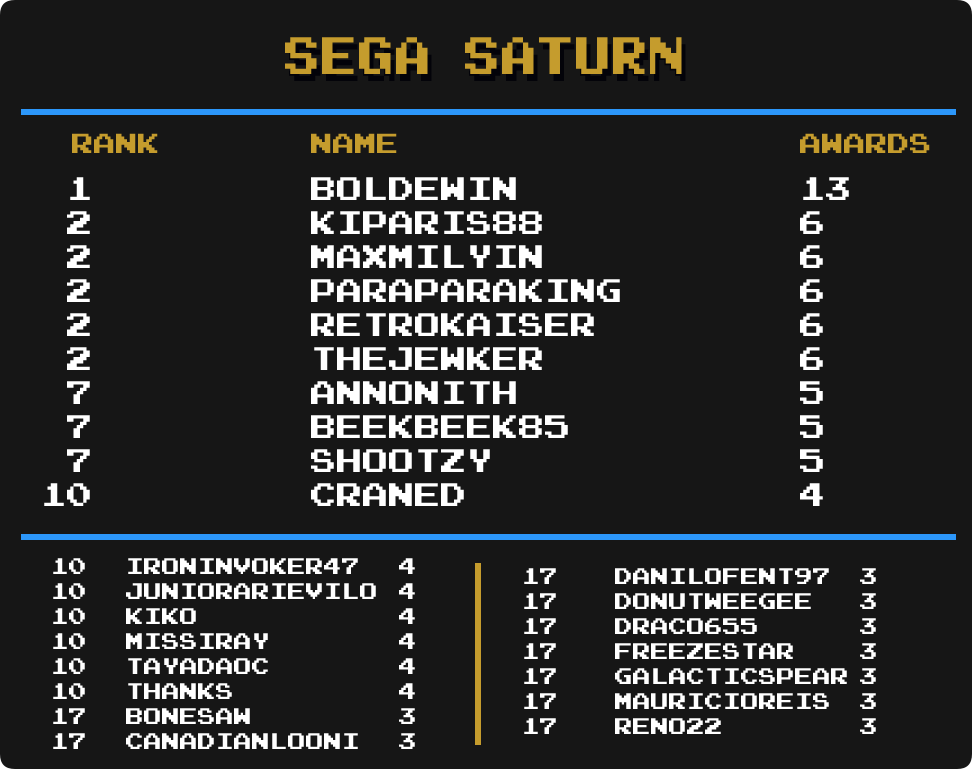 SEGA SATURN
RANK NAME AWARDS
1 BOLDEWIN 13
2 KIPARIS88 6
2 MAXMILYIN 6
2 PARAPARAKING 6
2 RETROKAISER 6
2 THEJEWKER 6
7 ANNONITH 5
7 BEEKBEEK85 5
7 SHOOTZY 5
10 CRANED 4
10 IRONINVOKER47 4
10 JUNIORARIEVILO 4
10 KIKO 4
10 MISSIRAY 4
10 TAYADAOC 4
10 THANKS 4
17 BONESAW 3
17 CANADIANLOONI 3
17 DANILOFENT97 3
17 DONUTWEEGEE 3
17 DRACO655 3
17 FREEZESTAR 3
17 GALACTICSPEAR 3
17 MAURICIOREIS 3
17 RENO22 3